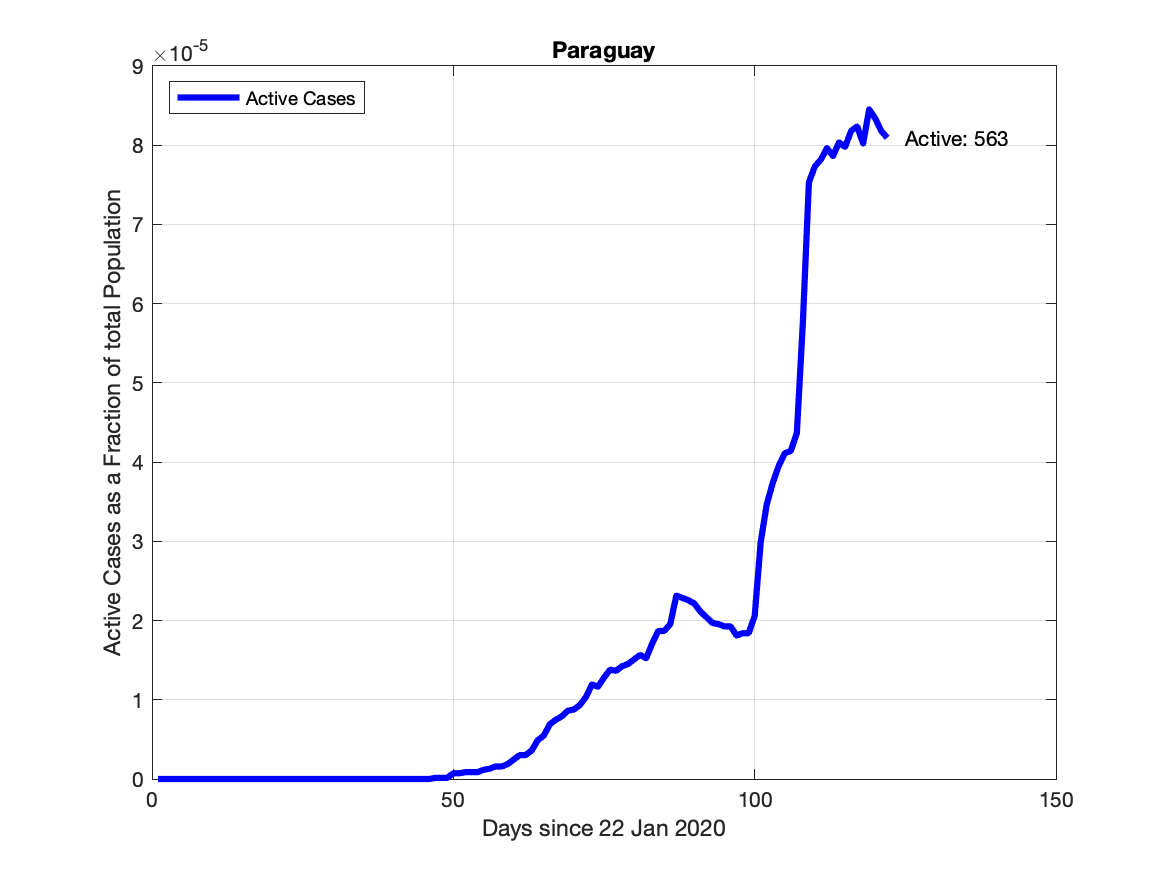 Paraguay
×10-5
Active Cases
Active: 563
9
8
7
6
5
4
3
2
1
0
0 50 100 150
Days since 22 Jan 2020
Active Cases as a Fraction of total Population